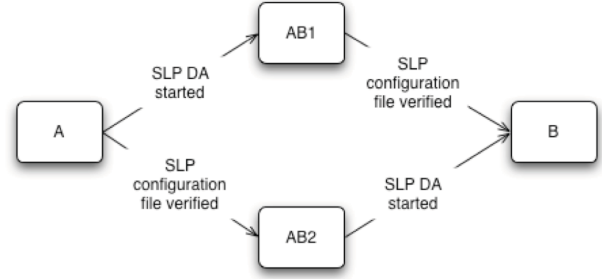 AB1
SLP DA
started
SLP
configuration
file verified
A
B
SLP
configuration
file verified
SLP DA
started
AB2